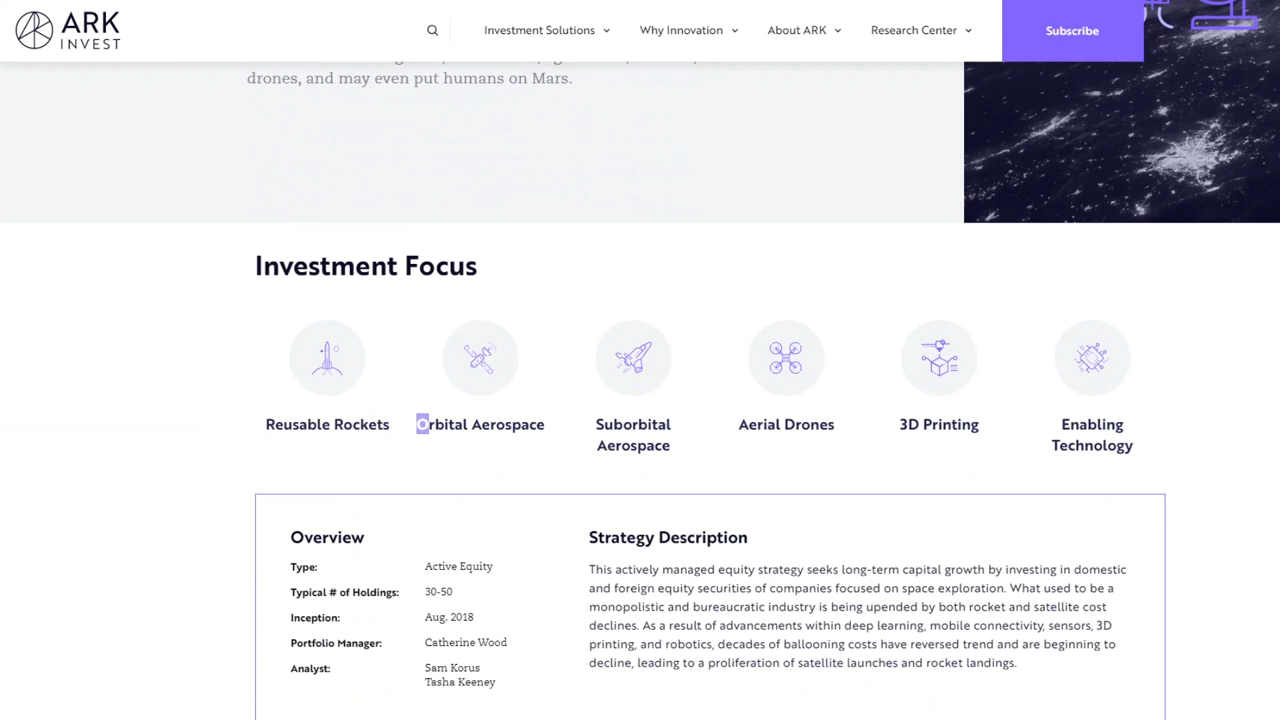 ARK
INVEST
Investment Solutions
Why Innovation
About ARK
Research Center
Subscribe
drones, and may even put humans on Mars.
Investment Focus
Reusable Rockets
Orbital Aerospace
Suborbital
Aerospace
Aerial Drones
3D Printing
Enabling
Technology
Overview
Type: Active Equity
Typical # of Holdings: 30-50
Inception: Aug. 2018
Portfolio Manager: Catherine Wood
Analyst: Sam Korus
Tasha Keeney
Strategy Description
This actively managed equity strategy seeks long-term capital growth by investing in domestic
and foreign equity securities of companies focused on space exploration. What used to be a
monopolistic and bureaucratic industry is being upended by both rocket and satellite cost
declines. As a result of advancements within deep learning, mobile connectivity, sensors, 3D
printing, and robotics, decades of ballooning costs have reversed trend and are beginning to
decline, leading to a proliferation of satellite launches and rocket landings.